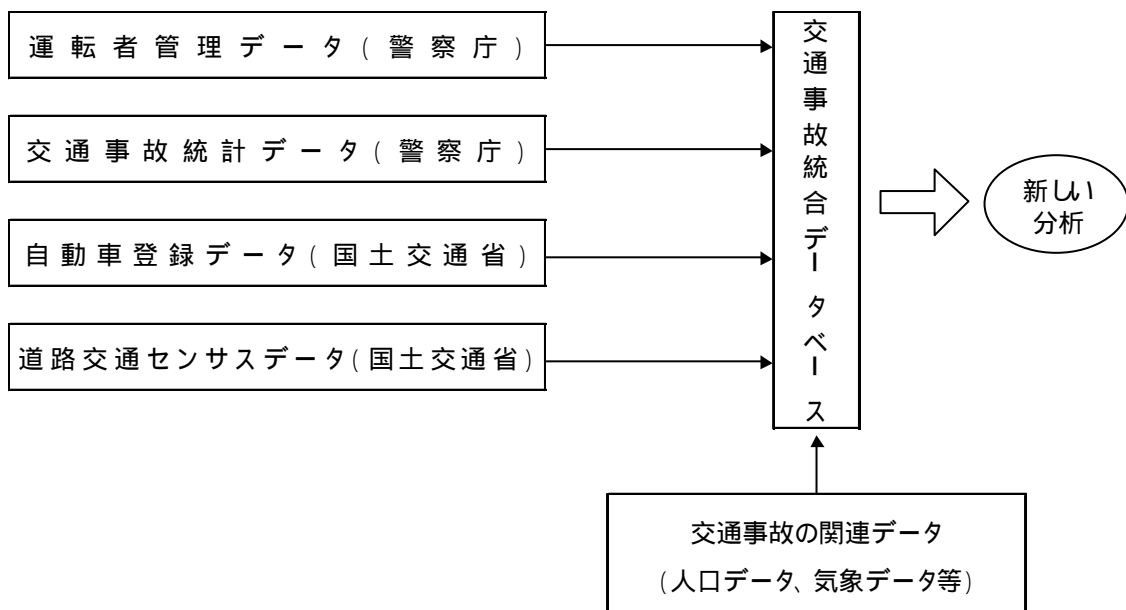 運転者管理データ(警察庁)
交通事故統計データ(警察庁)
自動車登録データ(国土交通省)
道路交通センサスデータ(国土交通省)
交通事故統合データベース
新しい
分析
交通事故の関連データ
(人口データ、気象データ等)